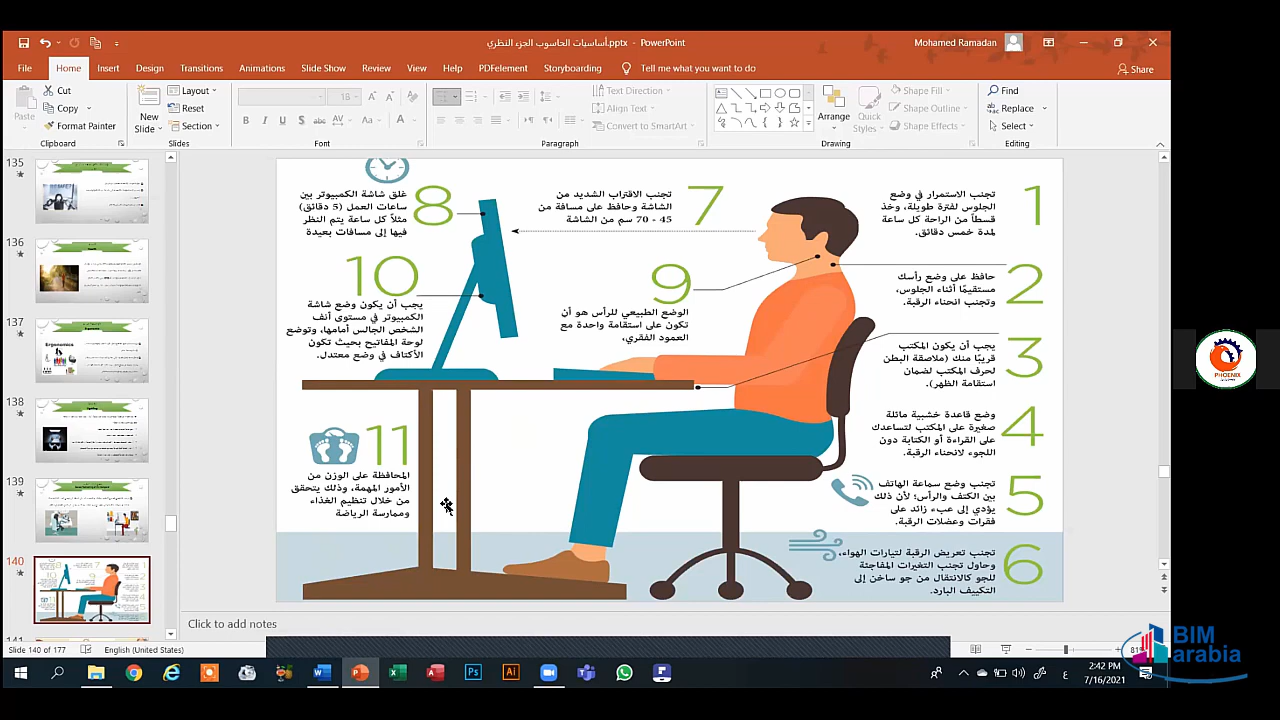 أساسيات الحاسوب الجزء النظري.pptx - PowerPoint
Mohamed Ramadan
File
Home
Insert
Design
Transitions
Animations
Slide Show
Review
View
Help
PDFelement
Storyboarding
Tell me what you want to do
Share
Paste
Cut
Copy
Format Painter
Clipboard
New Slide
Layout
Reset
Section
Slides
18
Font
Text Direction
Align Text
Convert to SmartArt
Paragraph
Arrange
Quick Styles
Shape Fill
Shape Outline
Shape Effects
Drawing
Find
Replace
Select
Editing
135
136
137
Ergonomics
138
139
140
141
1
تجنب الاستمرار في وضع
الجلوس لفترة طويلة، وخذ
قسطاً من الراحة كل ساعة
لمدة خمس دقائق.
2
حافظ على وضع رأسك
مستقيمًا أثناء الجلوس،
وتجنب انحناء الرقبة.
3
يجب أن يكون المكتب
قريبًا منك (ملاصقة البطن
لحرف المكتب لضمان
استقامة الظهر).
4
وضع قاعدة خشبية مائلة
صغيرة على المكتب لتساعدك
على القراءة أو الكتابة دون
اللجوء لانحناء الرقبة.
5
تجنب وضع سماعة الهاتف
بين الكتف والرأس؛ لأن ذلك
يؤدي إلى عبء زائد على
فقرات وعضلات الرقبة.
6
تجنب تعريض الرقبة لتيارات الهواء،
وحاول تجنب التغيرات المفاجئة
للجو كالانتقال من جو ساخن إلى
التكييف البارد.
7
تجنب الاقتراب الشديد من
الشاشة وحافظ على مسافة من
45 - 70 سم من الشاشة
8
غلق شاشة الكمبيوتر بين
ساعات العمل (5 دقائق)
مثلاً كل ساعة يتم النظر
فيها إلى مسافات بعيدة
9
الوضع الطبيعي للرأس هو أن
تكون على استقامة واحدة مع
العمود الفقري.
10
يجب أن يكون وضع شاشة
الكمبيوتر في مستوى أنف
الشخص الجالس أمامها، وتوضع
لوحة المفاتيح بحيث تكون
الأكتاف في وضع معتدل.
11
المحافظة على الوزن من
الأمور المهمة، وذلك يتحقق
من خلال تنظيم الغذاء
وممارسة الرياضة
Click to add notes
Slide 140 of 177
English (United States)
2:42 PM
7/16/2021
PHOENIX
BIM
arabia